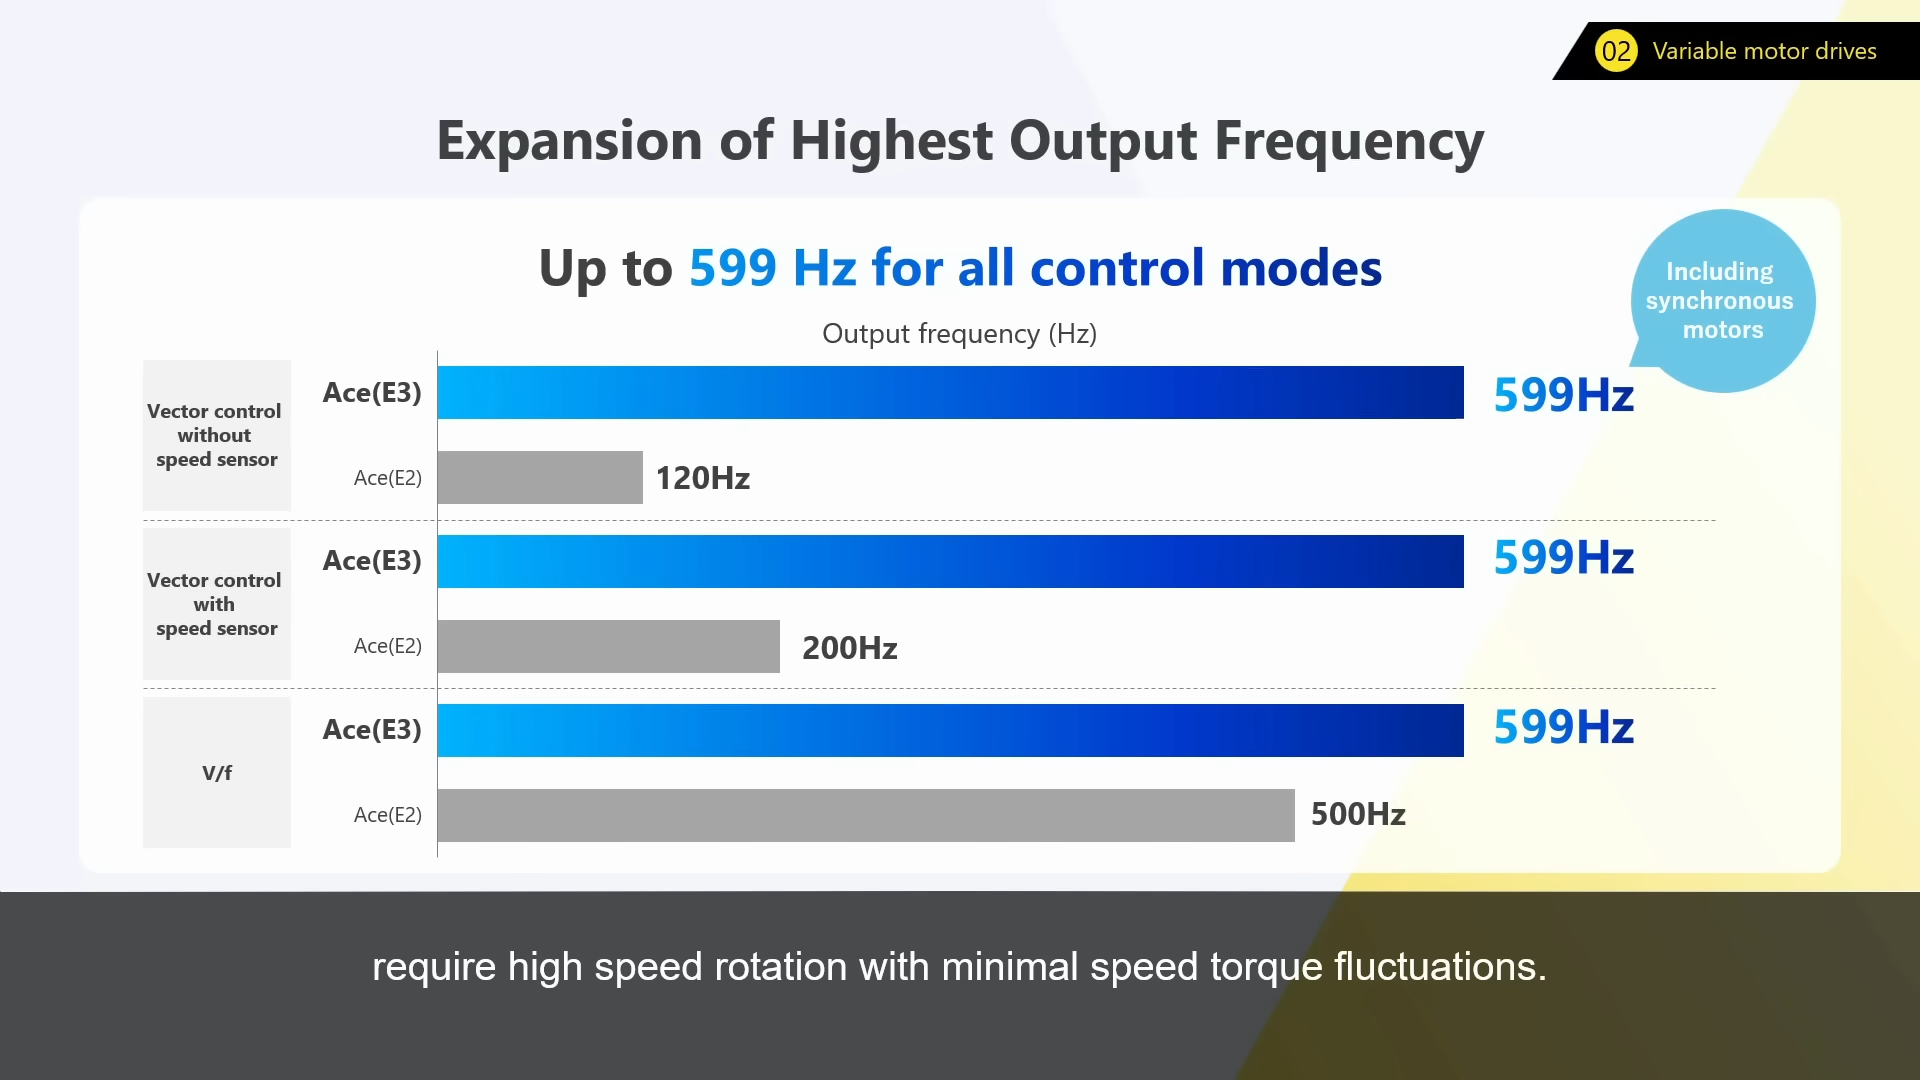 02 Variable motor drives
Expansion of Highest Output Frequency
Up to 599 Hz for all control modes
Including
synchronous
motors
Output frequency (Hz)
Vector control
without
speed sensor
Ace(E3)
599Hz
Ace(E2)
120Hz
Vector control
with
speed sensor
Ace(E3)
599Hz
Ace(E2)
200Hz
V/f
Ace(E3)
599Hz
Ace(E2)
500Hz
require high speed rotation with minimal speed torque fluctuations.